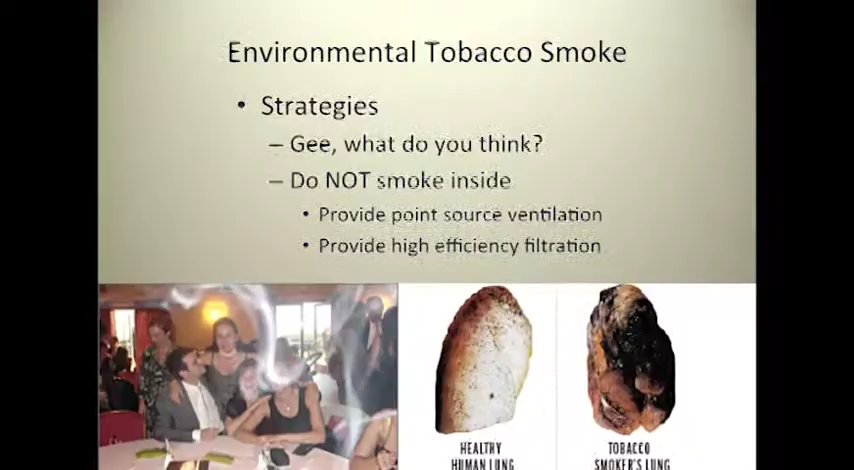 Environmental Tobacco Smoke
• Strategies
– Gee, what do you think?
– Do NOT smoke inside
• Provide point source ventilation
• Provide high efficiency filtration
HEALTHY
HUMAN LUNG
TOBACCO
SMOKER'S LUNG